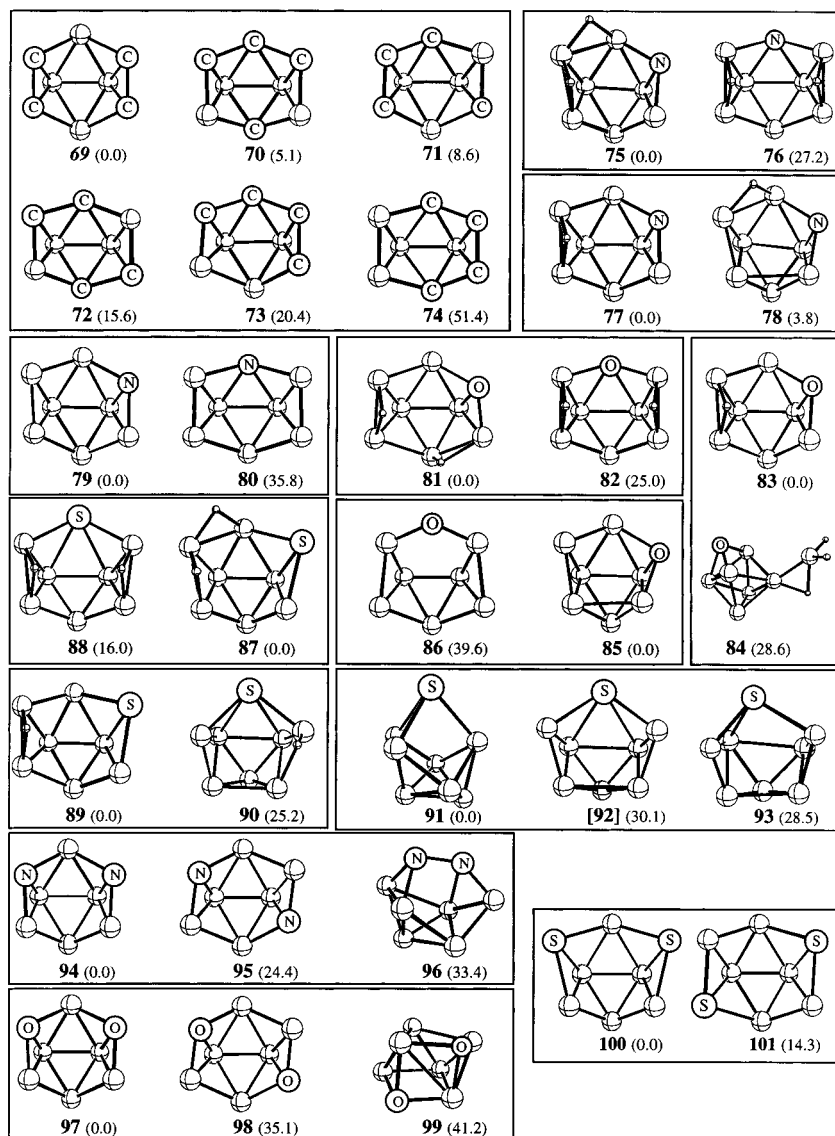 C C C C C C C C
C C C C
69 (0.0) 70 (5.1) 71 (8.6)
C C C C C C C
C C C C C
72 (15.6) 73 (20.4) 74 (51.4)
N N
75 (0.0) 76 (27.2)
N N
77 (0.0) 78 (3.8)
N N
79 (0.0) 80 (35.8)
O O
81 (0.0) 82 (25.0)
O
83 (0.0)
O
84 (28.6)
S S
88 (16.0) 87 (0.0)
O O
86 (39.6) 85 (0.0)
S S
89 (0.0) 90 (25.2)
S S S
91 (0.0) [92] (30.1) 93 (28.5)
N N N N N N
94 (0.0) 95 (24.4) 96 (33.4)
O O O O O O
97 (0.0) 98 (35.1) 99 (41.2)
S S S S
100 (0.0) 101 (14.3)